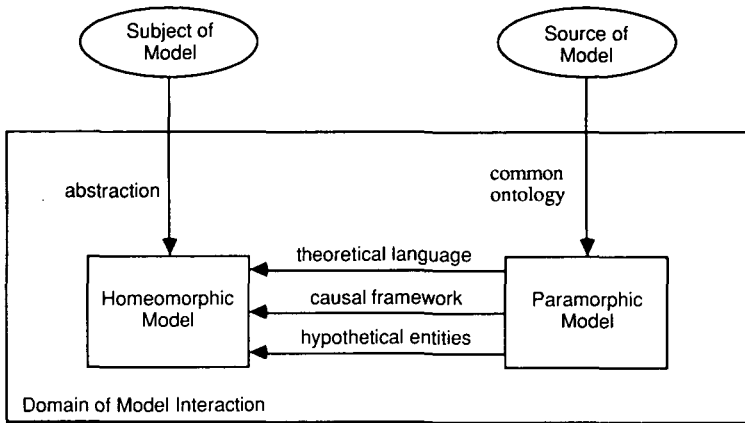 Subject of
Model
Source of
Model
abstraction
common
ontology
theoretical language
Homeomorphic
Model
causal framework
Paramorphic
Model
hypothetical entities
Domain of Model Interaction